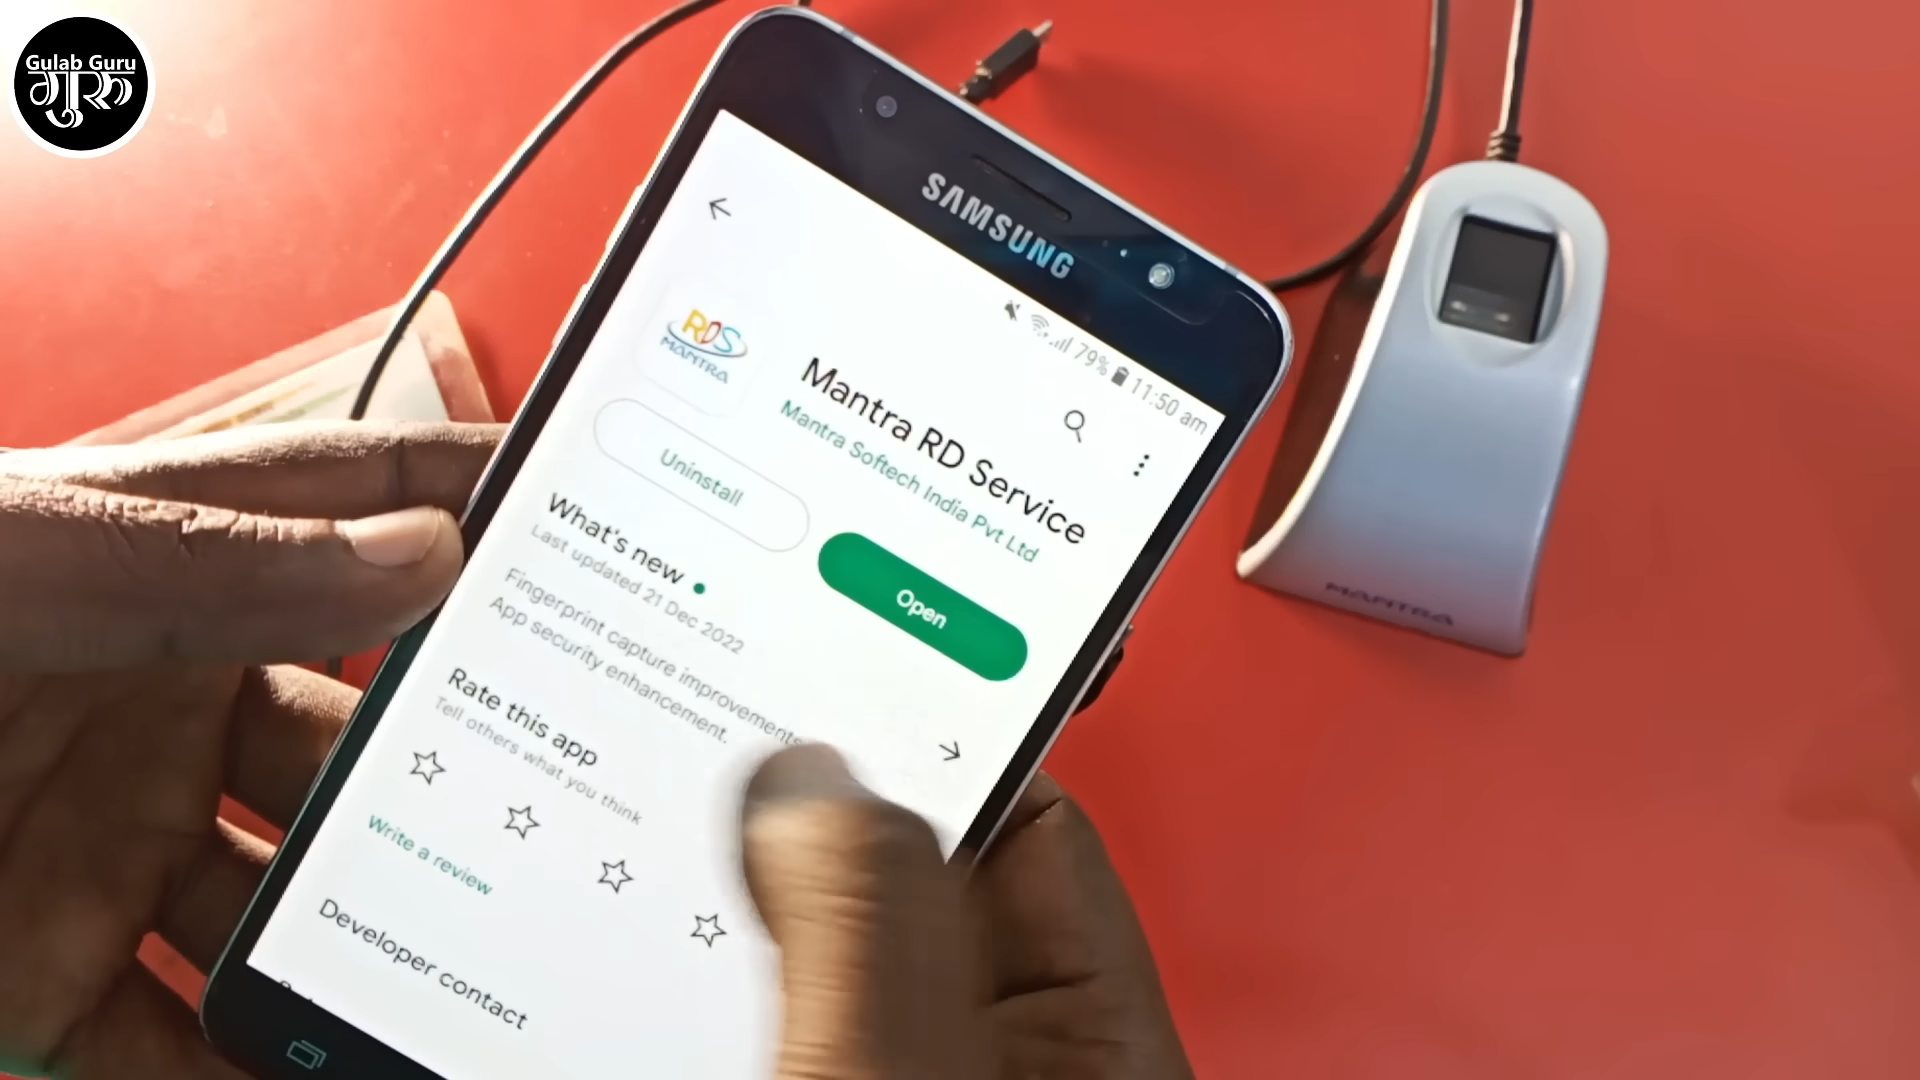 Gulab Guru
गुरू
SAMSUNG
79% 11:50 am
RDS
MANTRA
Mantra RD Service
Mantra Softech India Pvt Ltd
Uninstall
Open
What's new
Last updated 21 Dec 2022
Fingerprint capture improvements
App security enhancement.
Rate this app
Tell others what you think
Write a review
Developer contact
MANTRA